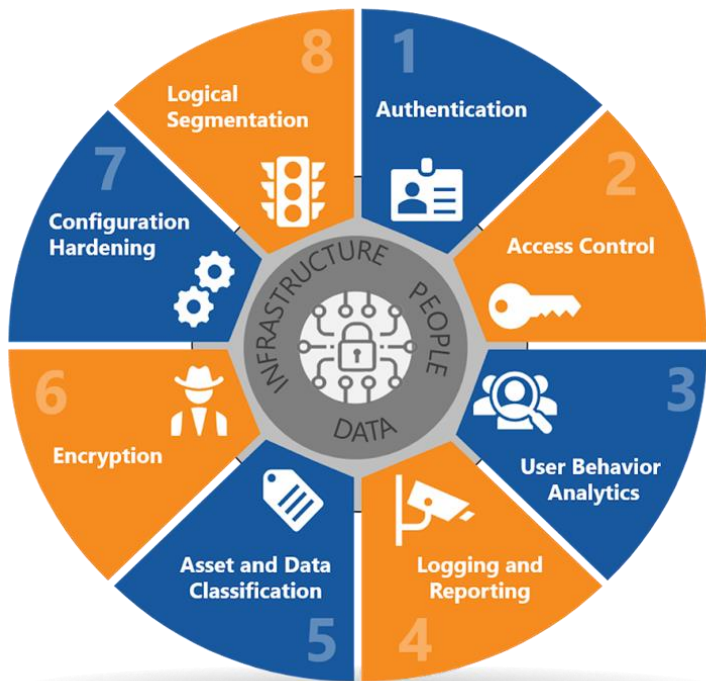 1
Authentication
2
Access Control
3
User Behavior
Analytics
4
Logging and
Reporting
5
Asset and Data
Classification
6
Encryption
7
Configuration
Hardening
8
Logical
Segmentation
INFRASTRUCTURE
PEOPLE
DATA